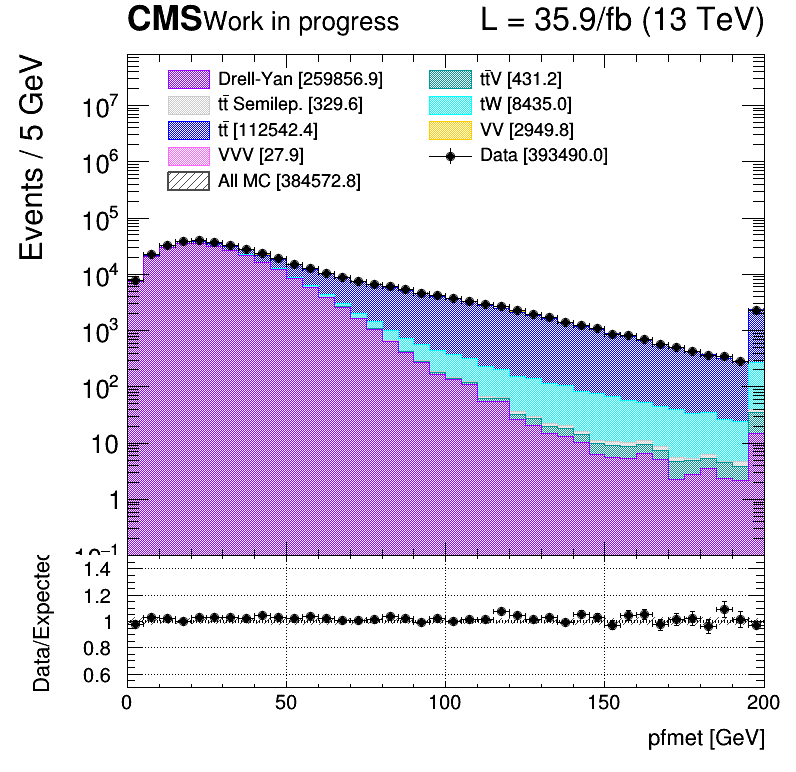 CMS Work in progress L = 35.9/fb (13 TeV)
Events / 5 GeV
Drell-Yan [259856.9]
tt̄ Semilep. [329.6]
tt̄ [112542.4]
VVV [27.9]
All MC [384572.8]
tt̄V [431.2]
tW [8435.0]
VV [2949.8]
Data [393490.0]
10⁷
10⁶
10⁵
10⁴
10³
10²
10
1
10⁻¹
Data/Expected
1.4
1.2
1
0.8
0.6
0 50 100 150 200
pfmet [GeV]